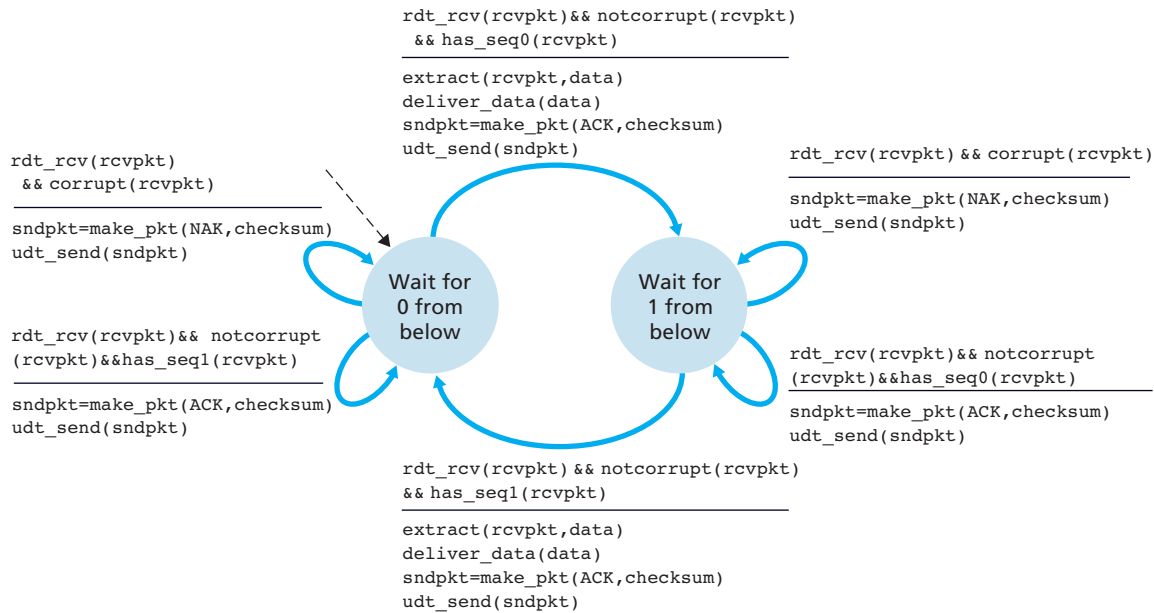 rdt_rcv(rcvpkt)&& notcorrupt(rcvpkt)
&& has_seq0(rcvpkt)
extract(rcvpkt,data)
deliver_data(data)
sndpkt=make_pkt(ACK,checksum)
udt_send(sndpkt)
rdt_rcv(rcvpkt)
&& corrupt(rcvpkt)
sndpkt=make_pkt(NAK,checksum)
udt_send(sndpkt)
rdt_rcv(rcvpkt) && corrupt(rcvpkt)
sndpkt=make_pkt(NAK,checksum)
udt_send(sndpkt)
Wait for
0 from
below
Wait for
1 from
below
rdt_rcv(rcvpkt)&& notcorrupt
(rcvpkt)&&has_seq1(rcvpkt)
sndpkt=make_pkt(ACK,checksum)
udt_send(sndpkt)
rdt_rcv(rcvpkt)&& notcorrupt
(rcvpkt)&&has_seq0(rcvpkt)
sndpkt=make_pkt(ACK,checksum)
udt_send(sndpkt)
rdt_rcv(rcvpkt) && notcorrupt(rcvpkt)
&& has_seq1(rcvpkt)
extract(rcvpkt,data)
deliver_data(data)
sndpkt=make_pkt(ACK,checksum)
udt_send(sndpkt)